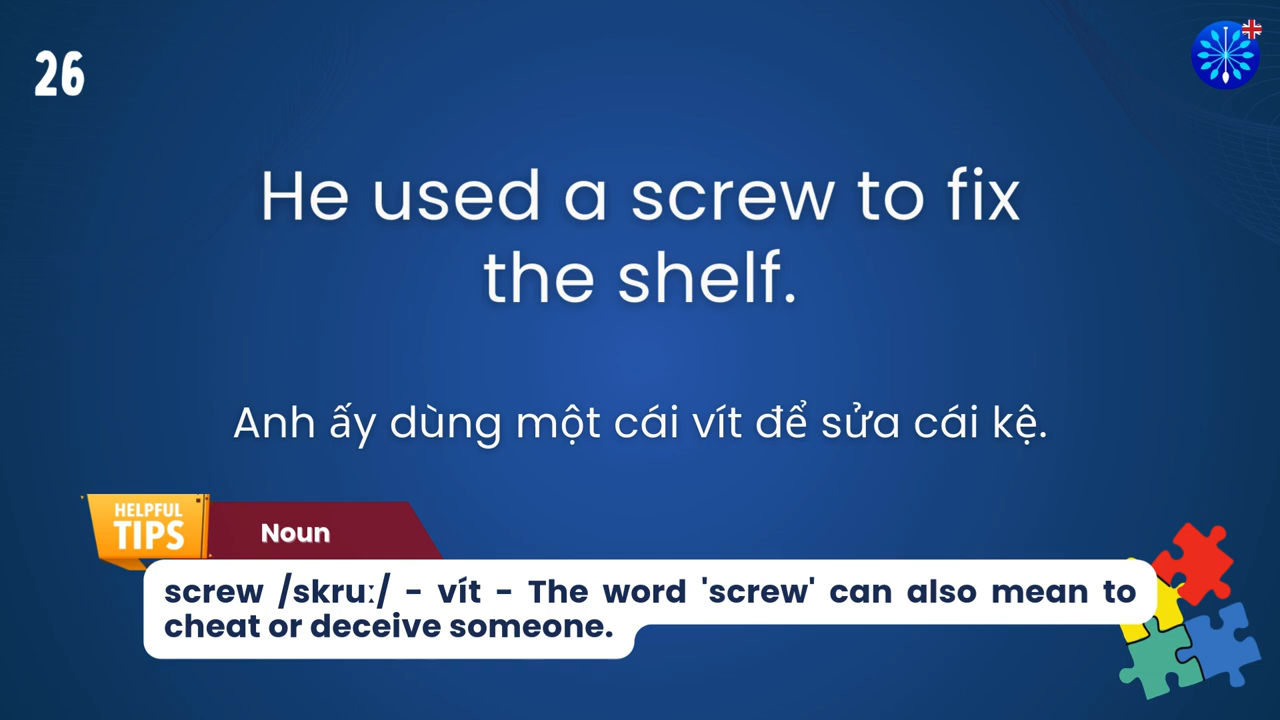 26
He used a screw to fix
the shelf.
Anh ấy dùng một cái vít để sửa cái kệ.
HELPFUL
TIPS
Noun
screw /skruː/ - vít - The word 'screw' can also mean to
cheat or deceive someone.